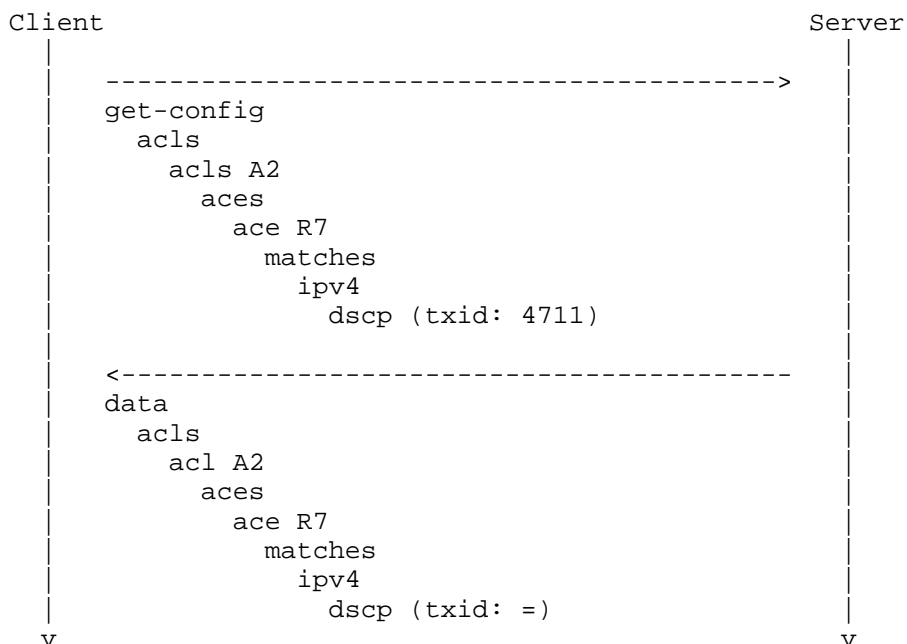 Client Server
----------------------------------------->
get-config
acls
acls A2
aces
ace R7
matches
ipv4
dscp (txid: 4711)
<-----------------------------------------
data
acls
acl A2
aces
ace R7
matches
ipv4
dscp (txid: =)
v v